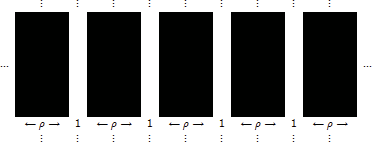 ⋮ ⋮ ⋮ ⋮ ⋮ ⋮ ⋮ ⋮ ⋮
... ...
← ρ → 1 ← ρ → 1 ← ρ → 1 ← ρ → 1 ← ρ →
⋮ ⋮ ⋮ ⋮ ⋮ ⋮ ⋮ ⋮ ⋮